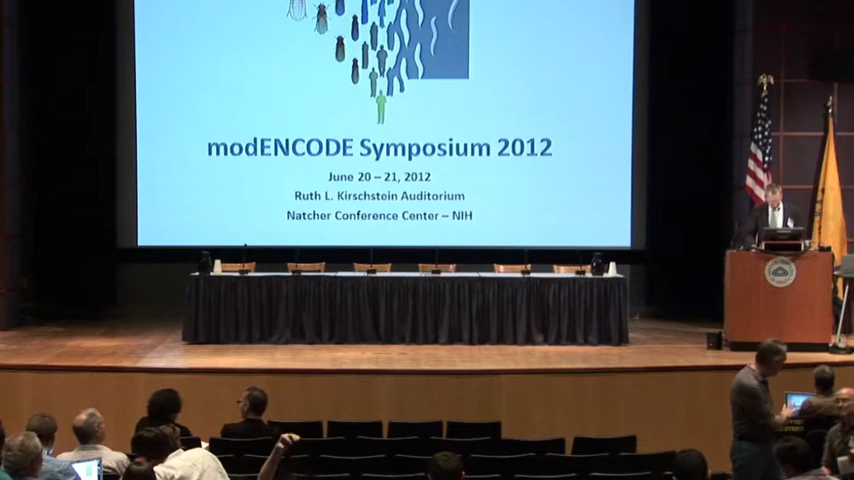 modENCODE Symposium 2012
June 20 – 21, 2012
Ruth L. Kirschstein Auditorium
Natcher Conference Center – NIH